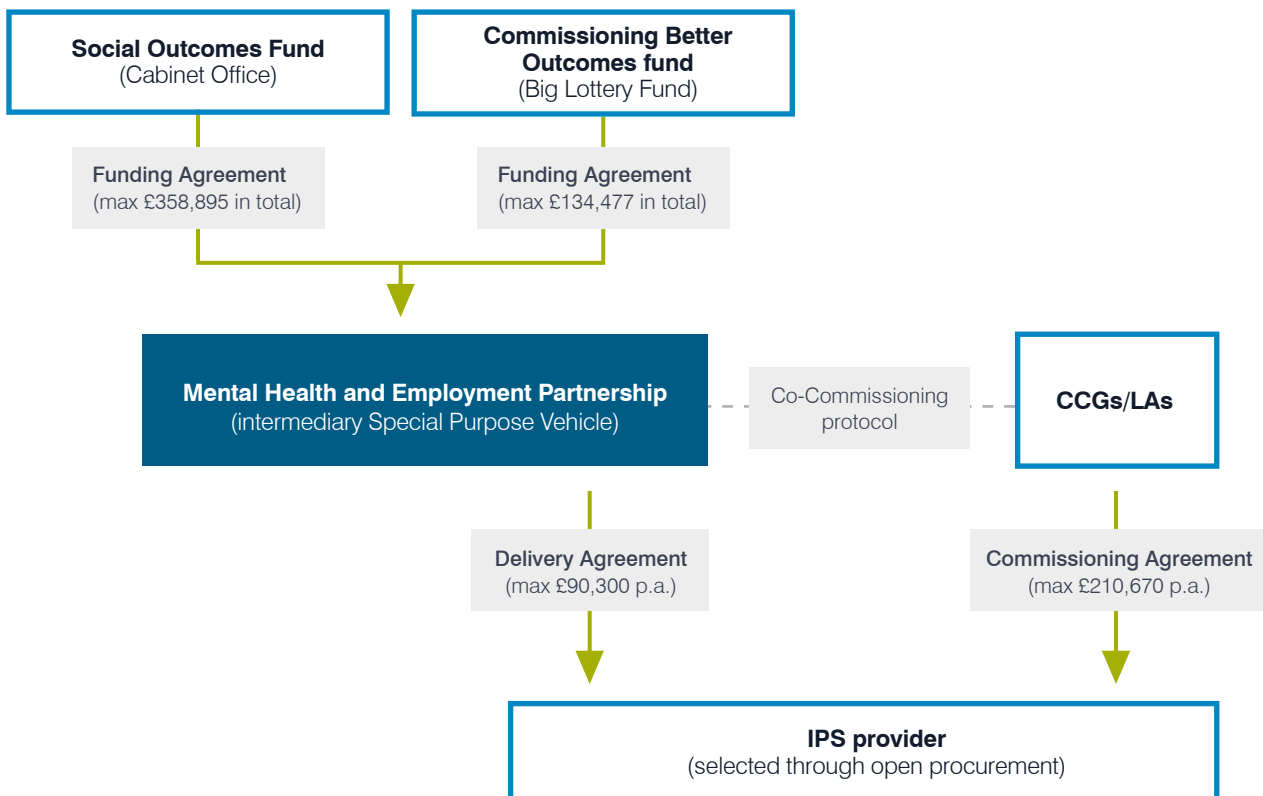 Social Outcomes Fund
(Cabinet Office)
Commissioning Better
Outcomes fund
(Big Lottery Fund)
Funding Agreement
(max £358,895 in total)
Funding Agreement
(max £134,477 in total)
Mental Health and Employment Partnership
(intermediary Special Purpose Vehicle)
Co-Commissioning
protocol
CCGs/LAs
Delivery Agreement
(max £90,300 p.a.)
Commissioning Agreement
(max £210,670 p.a.)
IPS provider
(selected through open procurement)